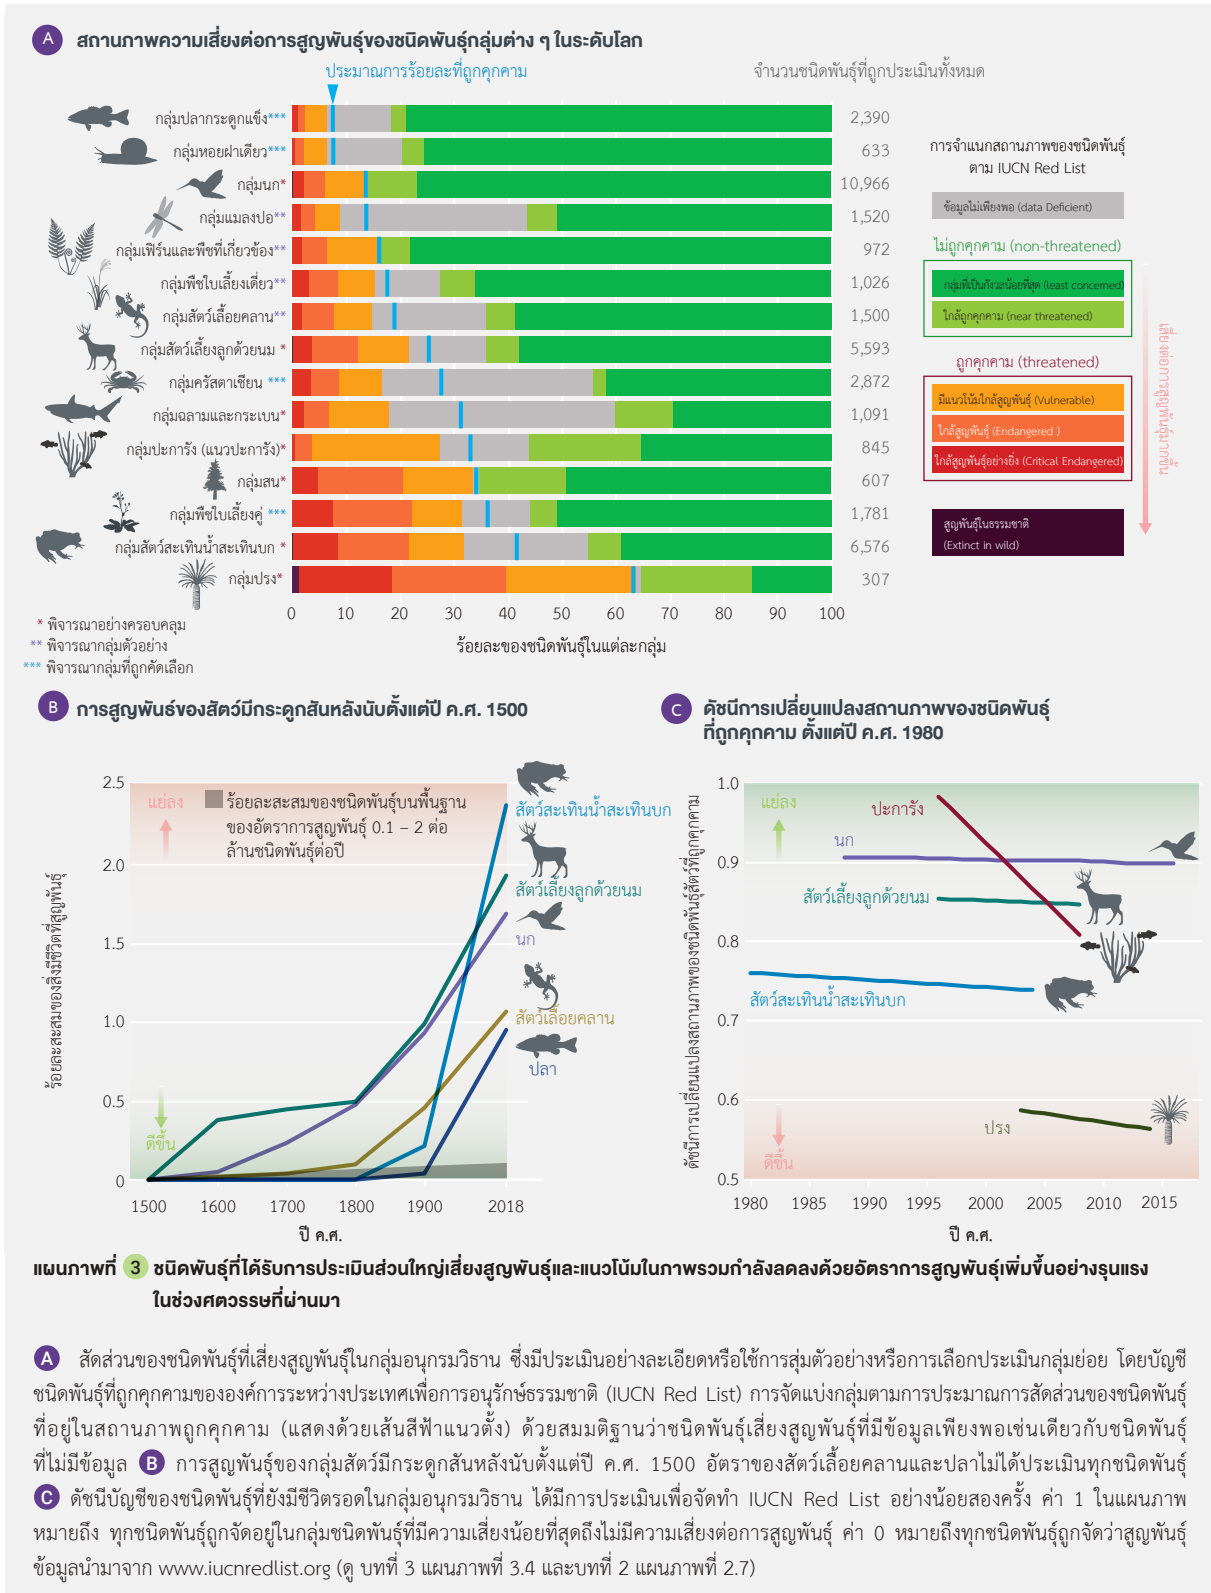 A สถานภาพความเสี่ยงต่อการสูญพันธุ์ของชนิดพันธุ์กลุ่มต่าง ๆ ในระดับโลก
ประมาณการร้อยละที่ถูกคุกคาม
จำนวนชนิดพันธุ์ที่ถูกประเมินทั้งหมด
กลุ่มปลากระดูกแข็ง*** 2,390
กลุ่มหอยฝาเดียว*** 633
กลุ่มนก* 10,966
กลุ่มแมลงปอ** 1,520
กลุ่มเฟิร์นและพืชที่เกี่ยวข้อง** 972
กลุ่มพืชใบเลี้ยงเดี่ยว** 1,026
กลุ่มสัตว์เลื้อยคลาน** 1,500
กลุ่มสัตว์เลี้ยงลูกด้วยนม * 5,593
กลุ่มครัสตาเชียน *** 2,872
กลุ่มฉลามและกระเบน* 1,091
กลุ่มปะการัง (แนวปะการัง)* 845
กลุ่มสน* 607
กลุ่มพืชใบเลี้ยงคู่ *** 1,781
กลุ่มสัตว์สะเทินน้ำสะเทินบก * 6,576
กลุ่มปรง* 307
0 10 20 30 40 50 60 70 80 90 100
ร้อยละของชนิดพันธุ์ในแต่ละกลุ่ม
* พิจารณาอย่างครอบคลุม
** พิจารณากลุ่มตัวอย่าง
*** พิจารณากลุ่มที่ถูกคัดเลือก
การจำแนกสถานภาพของชนิดพันธุ์
ตาม IUCN Red List
ข้อมูลไม่เพียงพอ (data Deficient)
ไม่ถูกคุกคาม (non-threatened)
กลุ่มที่เป็นกังวลน้อยที่สุด (least concerned)
ใกล้ถูกคุกคาม (near threatened)
ถูกคุกคาม (threatened)
มีแนวโน้มใกล้สูญพันธุ์ (Vulnerable)
ใกล้สูญพันธุ์ (Endangered )
ใกล้สูญพันธุ์อย่างยิ่ง (Critical Endangered)
สูญพันธุ์ในธรรมชาติ
(Extinct in wild)
เสี่ยงต่อการสูญพันธุ์มากขึ้น
B การสูญพันธ์ของสัตว์มีกระดูกสันหลังนับตั้งแต่ปี ค.ศ. 1500
ร้อยละสะสมของสิ่งมีชีวิตที่สูญพันธุ์
2.5
2.0
1.5
1.0
0.5
0
แย่ลง
ร้อยละสะสมของชนิดพันธุ์บนพื้นฐาน
ของอัตราการสูญพันธุ์ 0.1 – 2 ต่อ
ล้านชนิดพันธุ์ต่อปี
ดีขึ้น
สัตว์สะเทินน้ำสะเทินบก
สัตว์เลี้ยงลูกด้วยนม
นก
สัตว์เลื้อยคลาน
ปลา
1500 1600 1700 1800 1900 2018
ปี ค.ศ.
C ดัชนีการเปลี่ยนแปลงสถานภาพของชนิดพันธุ์
ที่ถูกคุกคาม ตั้งแต่ปี ค.ศ. 1980
ดัชนีการเปลี่ยนแปลงสถานภาพของชนิดพันธุ์สัตว์ที่ถูกคุกคาม
1.0
0.9
0.8
0.7
0.6
0.5
แย่ลง
ปะการัง
นก
สัตว์เลี้ยงลูกด้วยนม
สัตว์สะเทินน้ำสะเทินบก
ปรง
ดีขึ้น
1980 1985 1990 1995 2000 2005 2010 2015
ปี ค.ศ.
แผนภาพที่ 3 ชนิดพันธุ์ที่ได้รับการประเมินส่วนใหญ่เสี่ยงสูญพันธุ์และแนวโน้มในภาพรวมกำลังลดลงด้วยอัตราการสูญพันธุ์เพิ่มขึ้นอย่างรุนแรง
ในช่วงศตวรรษที่ผ่านมา
A สัดส่วนของชนิดพันธุ์ที่เสี่ยงสูญพันธุ์ในกลุ่มอนุกรมวิธาน ซึ่งมีประเมินอย่างละเอียดหรือใช้การสุ่มตัวอย่างหรือการเลือกประเมินกลุ่มย่อย โดยบัญชี
ชนิดพันธุ์ที่ถูกคุกคามขององค์การระหว่างประเทศเพื่อการอนุรักษ์ธรรมชาติ (IUCN Red List) การจัดแบ่งกลุ่มตามการประมาณการสัดส่วนของชนิดพันธุ์
ที่อยู่ในสถานภาพถูกคุกคาม (แสดงด้วยเส้นสีฟ้าแนวตั้ง) ด้วยสมมติฐานว่าชนิดพันธุ์เสี่ยงสูญพันธุ์ที่มีข้อมูลเพียงพอเช่นเดียวกับชนิดพันธุ์
ที่ไม่มีข้อมูล B การสูญพันธุ์ของกลุ่มสัตว์มีกระดูกสันหลังนับตั้งแต่ปี ค.ศ. 1500 อัตราของสัตว์เลื้อยคลานและปลาไม่ได้ประเมินทุกชนิดพันธุ์
C ดัชนีบัญชีของชนิดพันธุ์ที่ยังมีชีวิตรอดในกลุ่มอนุกรมวิธาน ได้มีการประเมินเพื่อจัดทำ IUCN Red List อย่างน้อยสองครั้ง ค่า 1 ในแผนภาพ
หมายถึง ทุกชนิดพันธุ์ถูกจัดอยู่ในกลุ่มชนิดพันธุ์ที่มีความเสี่ยงน้อยที่สุดถึงไม่มีความเสี่ยงต่อการสูญพันธุ์ ค่า 0 หมายถึงทุกชนิดพันธุ์ถูกจัดว่าสูญพันธุ์
ข้อมูลนำมาจาก www.iucnredlist.org (ดู บทที่ 3 แผนภาพที่ 3.4 และบทที่ 2 แผนภาพที่ 2.7)